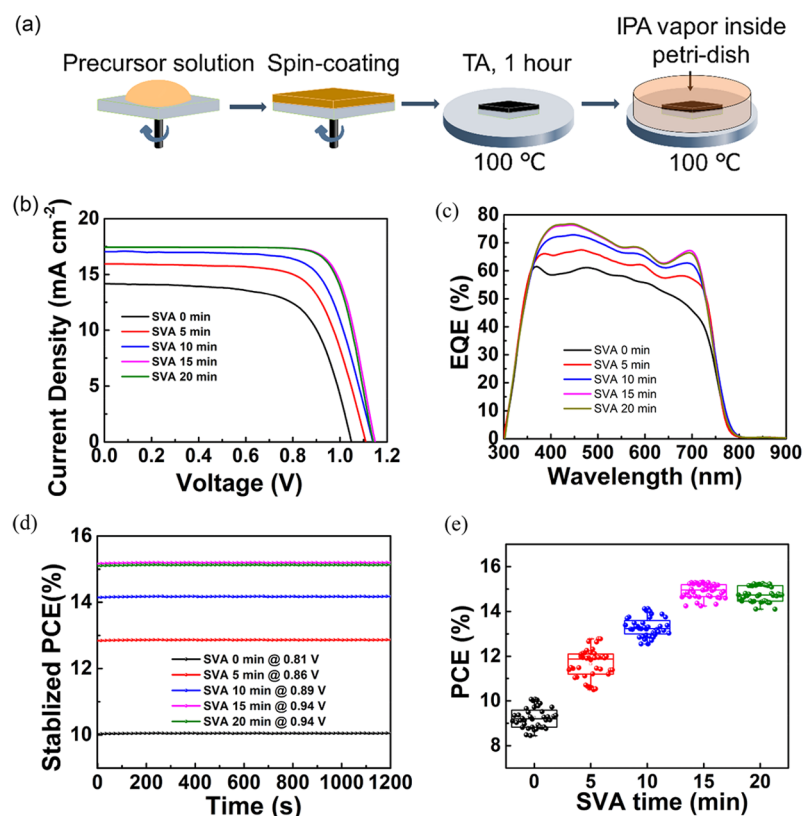 (a)
Precursor solution
Spin-coating
TA, 1 hour
IPA vapor inside
petri-dish
100 ℃
100 ℃
(b)
Current Density (mA cm-2)
20
15
10
5
0
SVA 0 min
SVA 5 min
SVA 10 min
SVA 15 min
SVA 20 min
0.0 0.2 0.4 0.6 0.8 1.0 1.2
Voltage (V)
(c)
EQE (%)
80
70
60
50
40
30
20
10
0
SVA 0 min
SVA 5 min
SVA 10 min
SVA 15 min
SVA 20 min
300 400 500 600 700 800 900
Wavelength (nm)
(d)
Stablized PCE(%)
16
14
12
10
SVA 0 min @ 0.81 V
SVA 5 min @ 0.86 V
SVA 10 min @ 0.89 V
SVA 15 min @ 0.94 V
SVA 20 min @ 0.94 V
0 200 400 600 800 1000 1200
Time (s)
(e)
PCE (%)
16
14
12
10
8
0 5 10 15 20
SVA time (min)